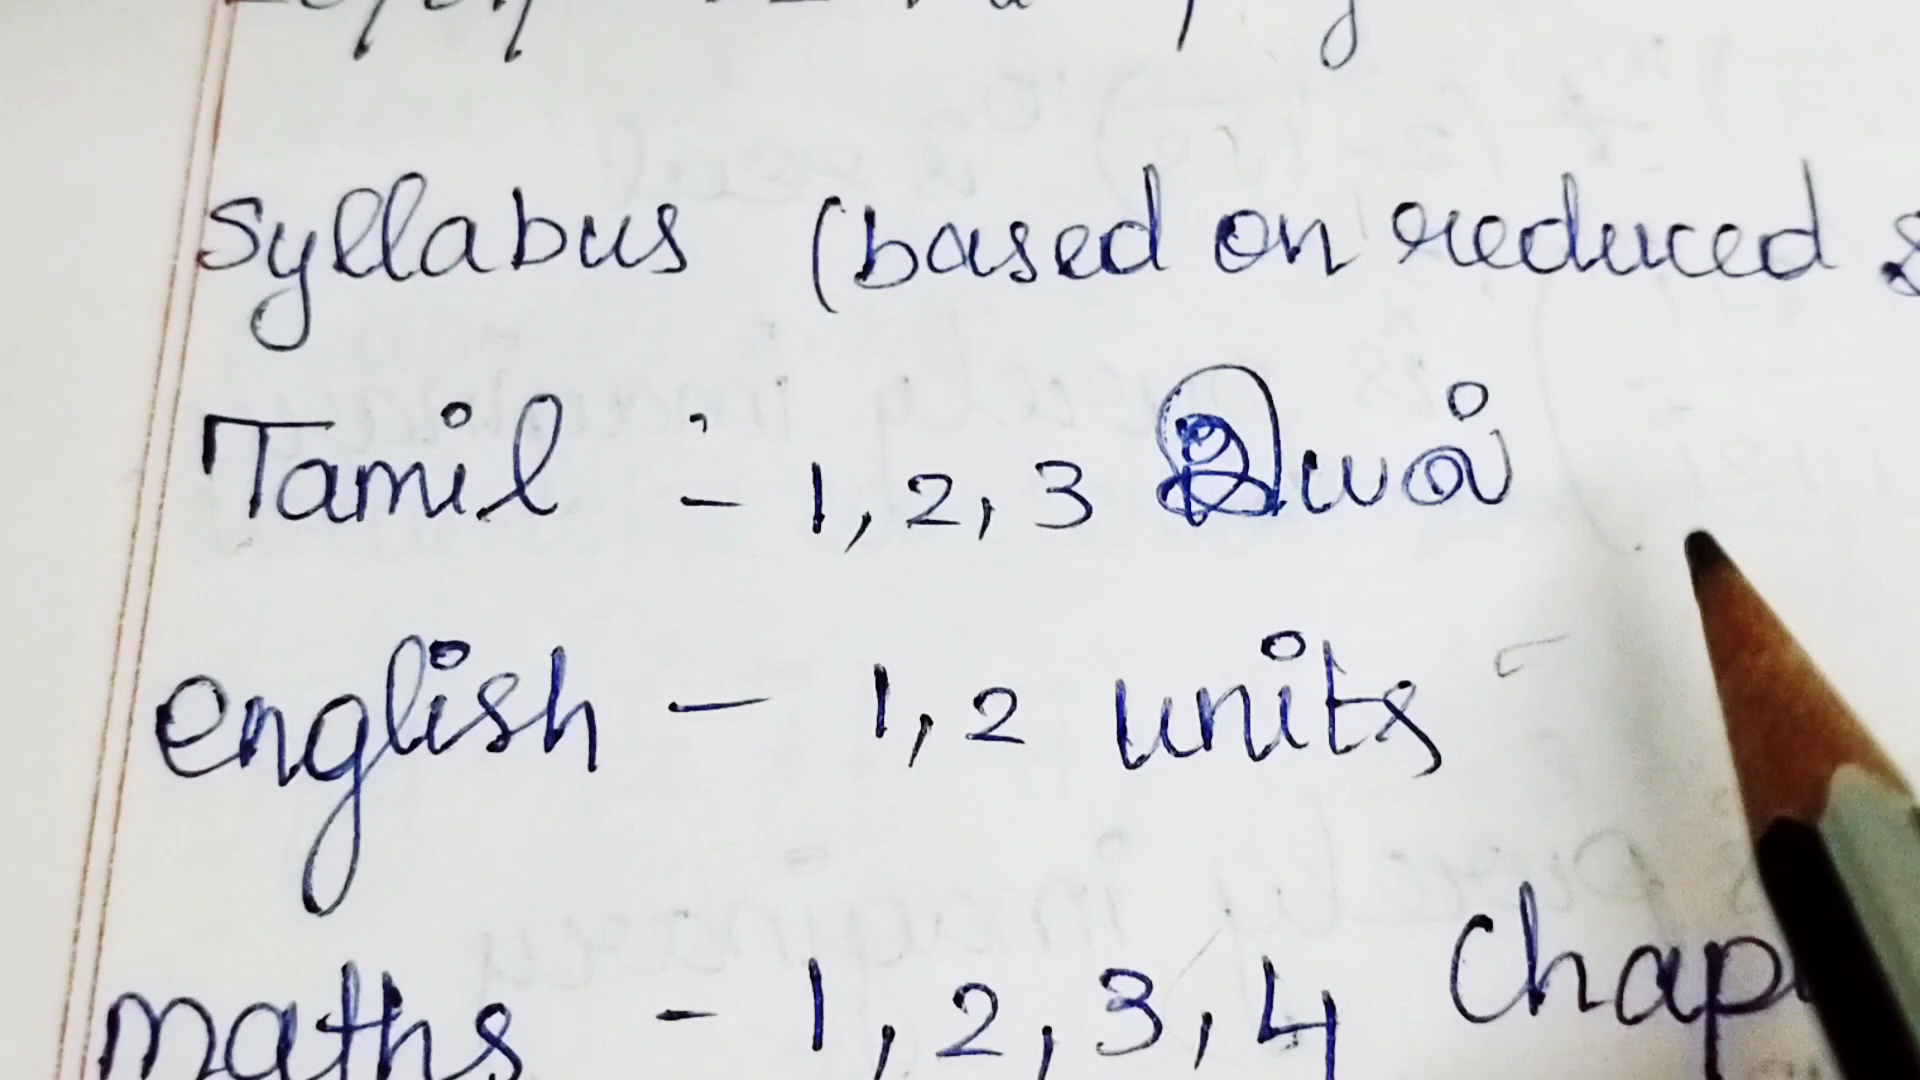 Syllabus (based on reduced
Tamil :- 1, 2, 3 இயல்
english - 1, 2 units
maths - 1, 2, 3, 4 Chap